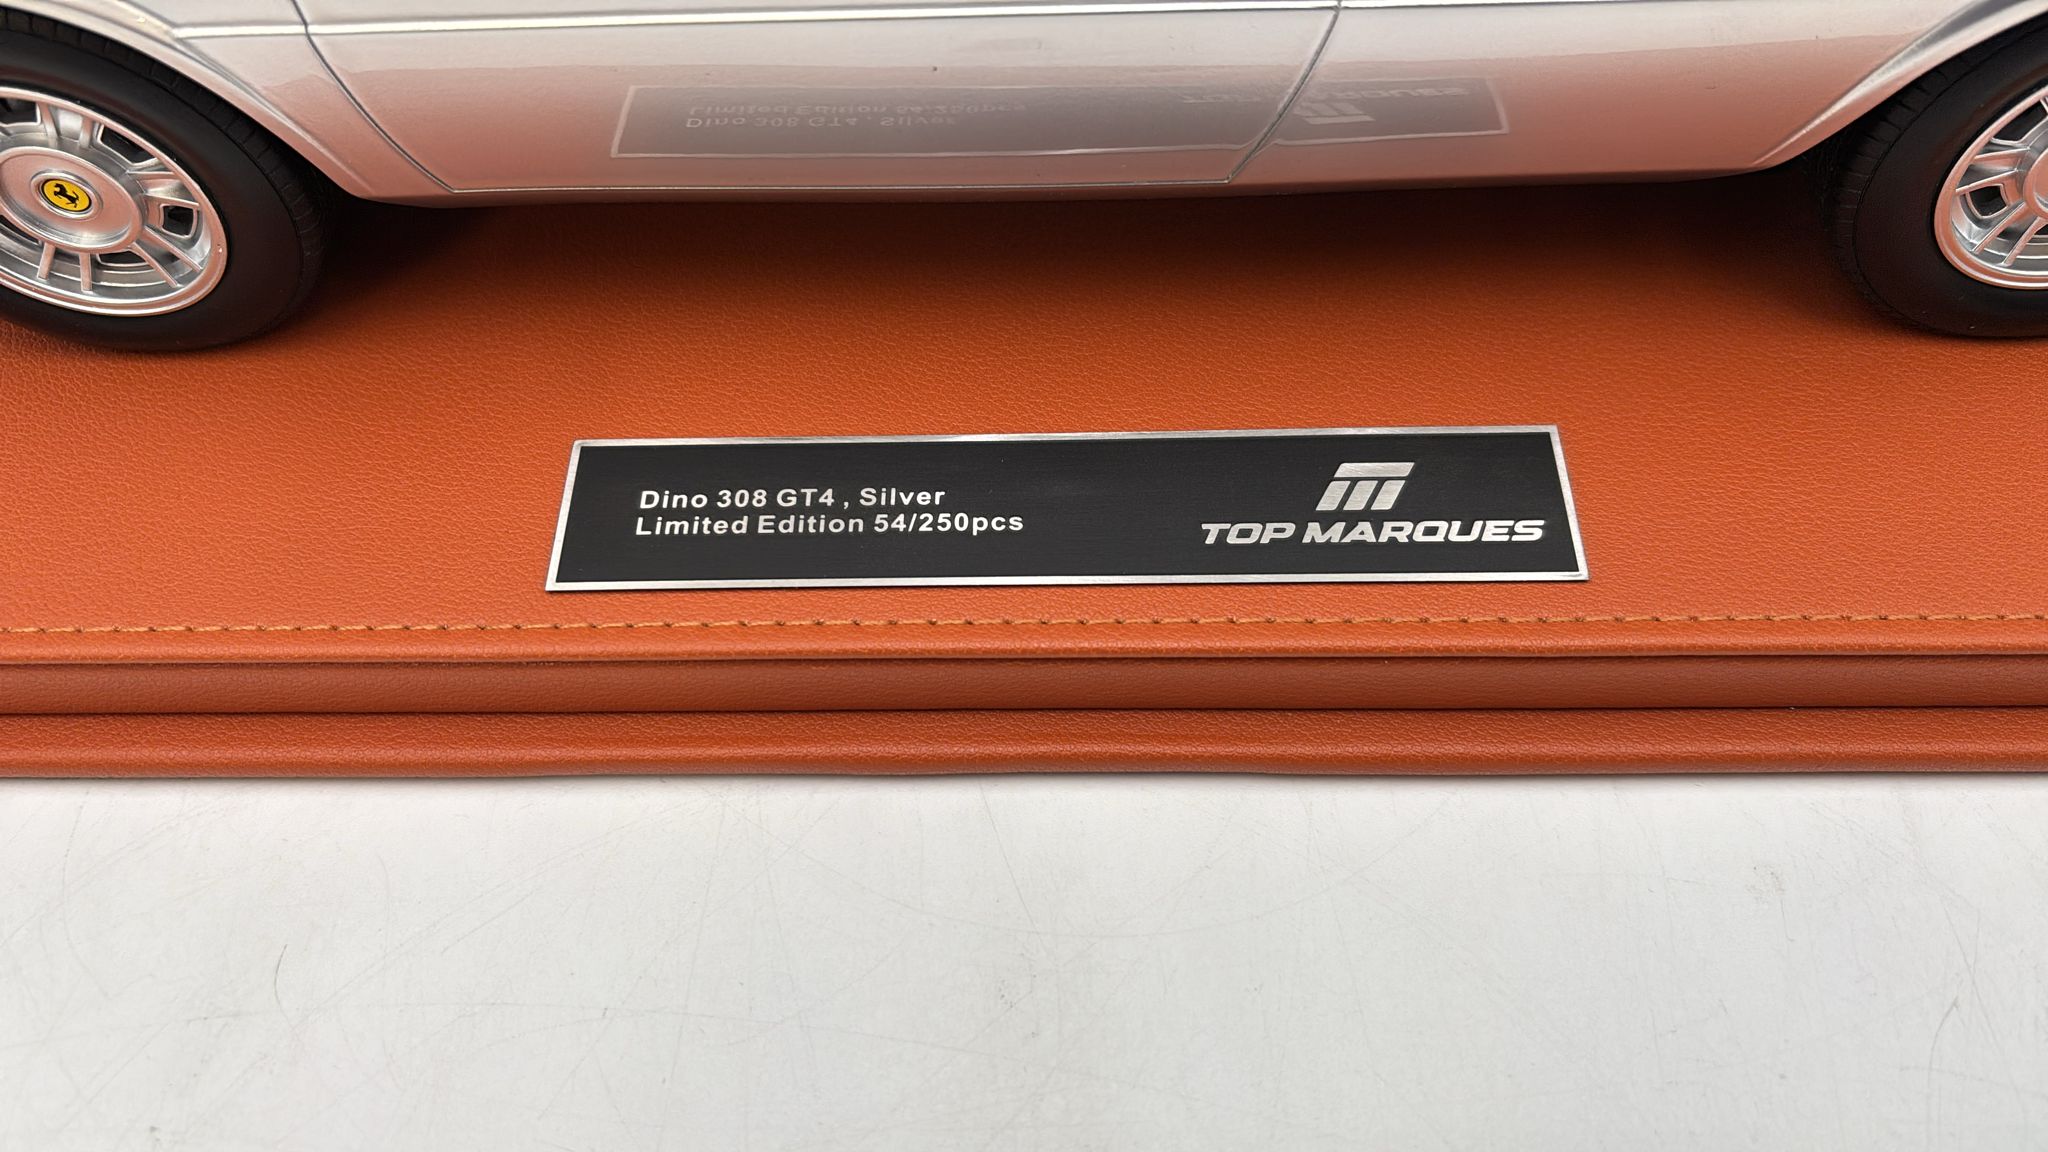 Dino 308 GT4 , Silver
Limited Edition 54/250pcs
TOP MARQUES